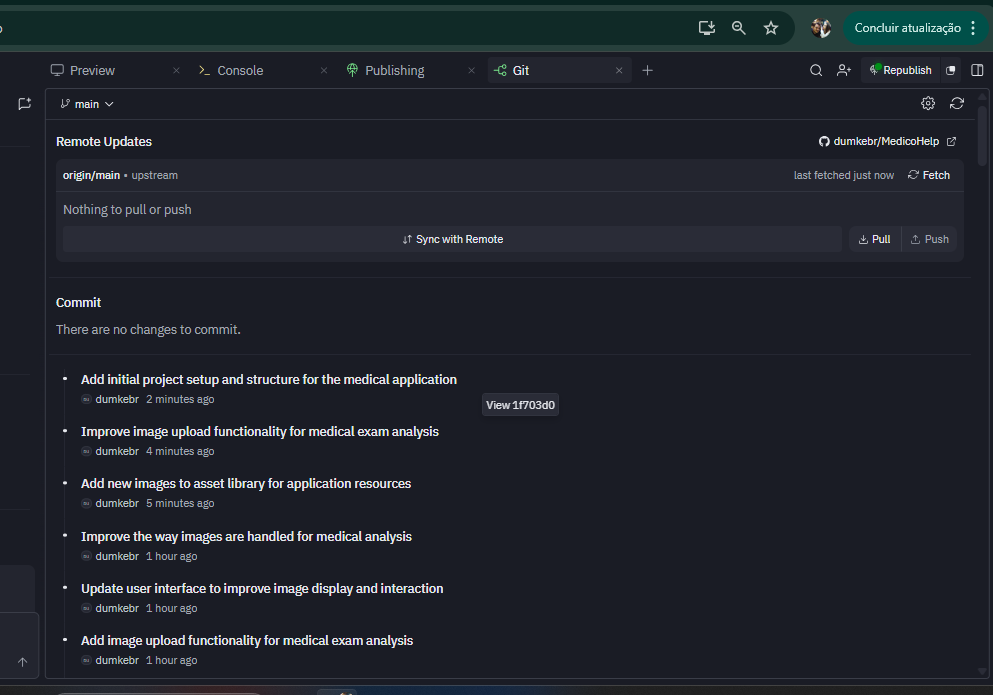 Concluir atualização
Preview
Console
Publishing
Git
Republish
main
Remote Updates
dumkebr/MedicoHelp
origin/main • upstream
last fetched just now
Fetch
Nothing to pull or push
Sync with Remote
Pull
Push
Commit
There are no changes to commit.
Add initial project setup and structure for the medical application
dumkebr 2 minutes ago
View 1f703d0
Improve image upload functionality for medical exam analysis
dumkebr 4 minutes ago
Add new images to asset library for application resources
dumkebr 5 minutes ago
Improve the way images are handled for medical analysis
dumkebr 1 hour ago
Update user interface to improve image display and interaction
dumkebr 1 hour ago
Add image upload functionality for medical exam analysis
dumkebr 1 hour ago